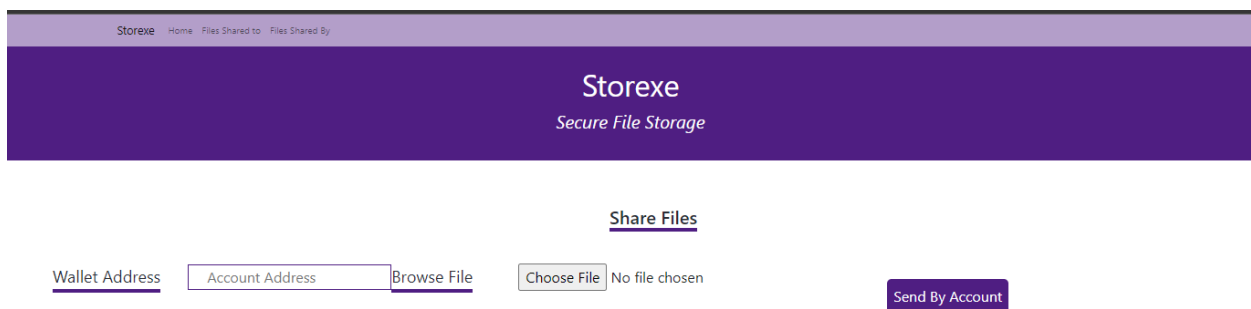 Storexe Home Files Shared to Files Shared By
Storexe
Secure File Storage
Share Files
Wallet Address Account Address Browse File Choose File No file chosen
Send By Account